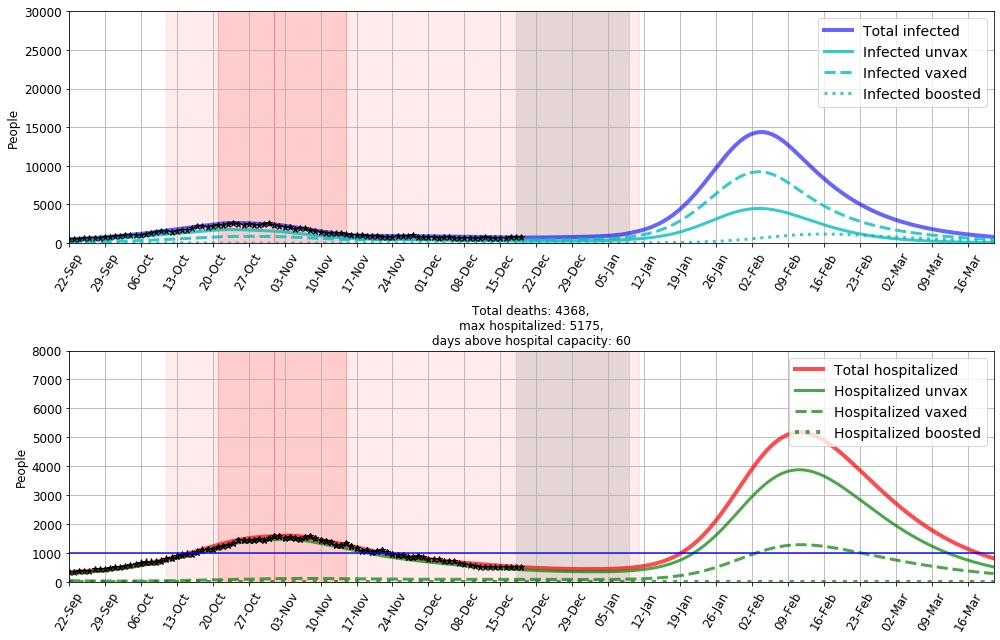 30000
25000
20000
15000
10000
5000
0
People
Total infected
Infected unvax
Infected vaxed
Infected boosted
22-Sep
29-Sep
06-Oct
13-Oct
20-Oct
27-Oct
03-Nov
10-Nov
17-Nov
24-Nov
01-Dec
08-Dec
15-Dec
22-Dec
29-Dec
05-Jan
12-Jan
19-Jan
26-Jan
02-Feb
09-Feb
16-Feb
23-Feb
02-Mar
09-Mar
16-Mar
Total deaths: 4368,
max hospitalized: 5175,
days above hospital capacity: 60
8000
7000
6000
5000
4000
3000
2000
1000
0
People
Total hospitalized
Hospitalized unvax
Hospitalized vaxed
Hospitalized boosted
22-Sep
29-Sep
06-Oct
13-Oct
20-Oct
27-Oct
03-Nov
10-Nov
17-Nov
24-Nov
01-Dec
08-Dec
15-Dec
22-Dec
29-Dec
05-Jan
12-Jan
19-Jan
26-Jan
02-Feb
09-Feb
16-Feb
23-Feb
02-Mar
09-Mar
16-Mar